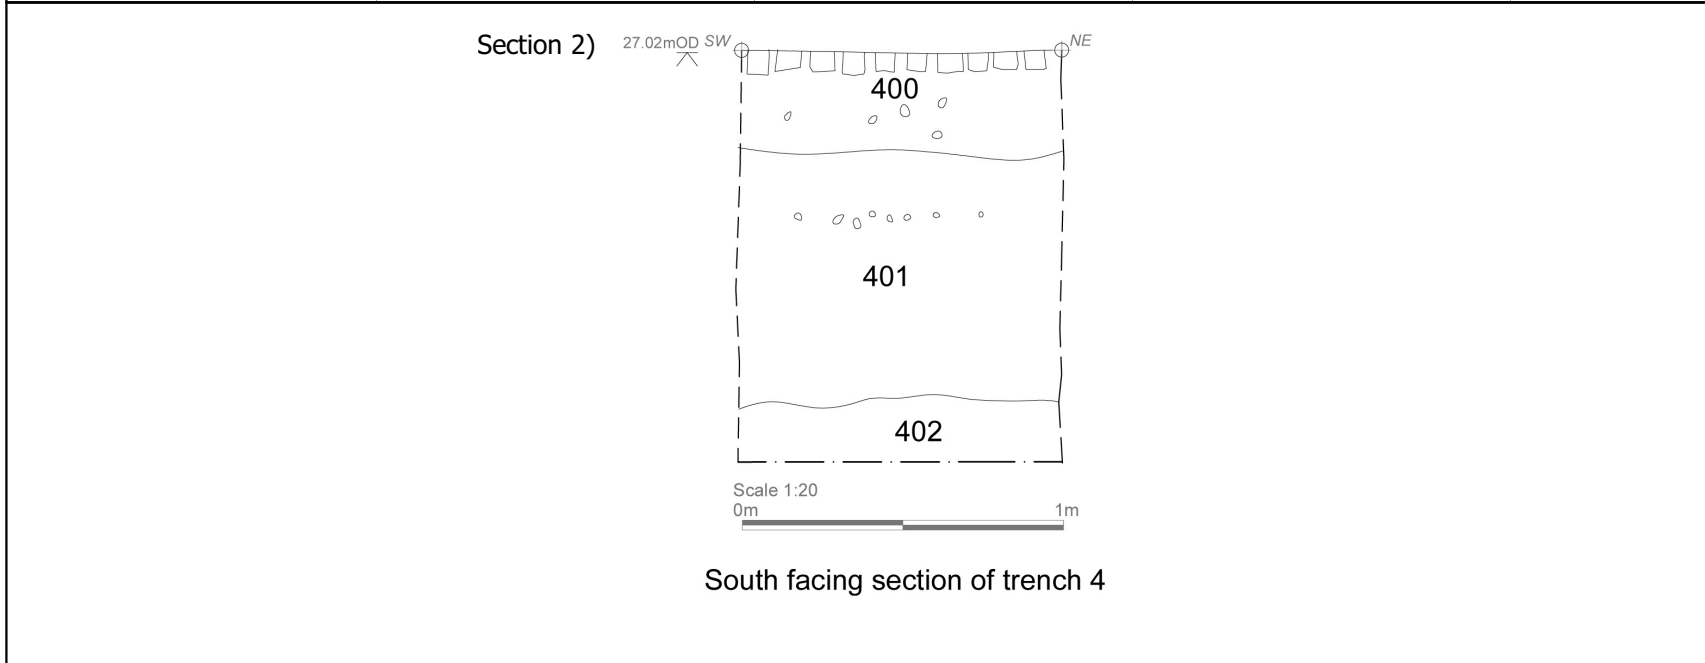 Section 2) 27.02mOD SW NE
400
401
402
Scale 1:20
0m 1m
South facing section of trench 4